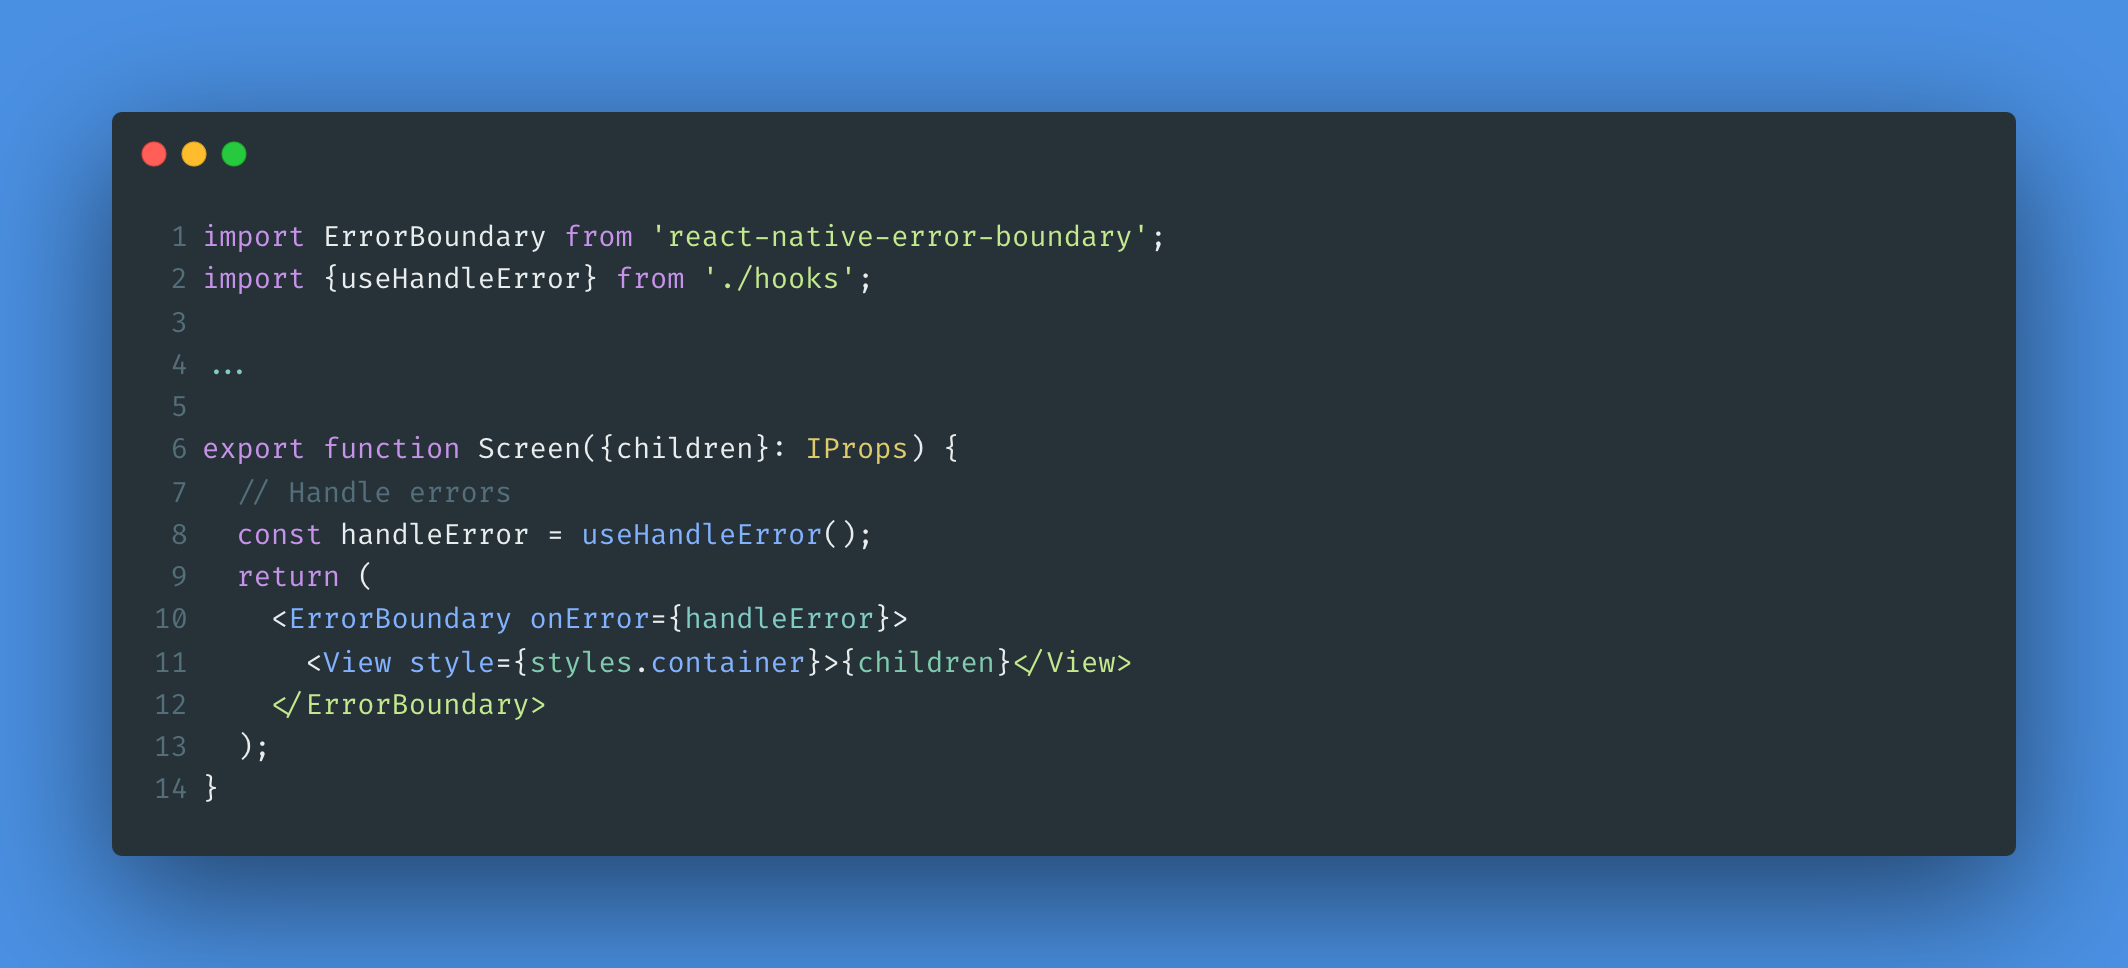 1 import ErrorBoundary from 'react-native-error-boundary';
2 import {useHandleError} from './hooks';
3
4 ...
5
6 export function Screen({children}: IProps) {
7   // Handle errors
8   const handleError = useHandleError();
9   return (
10     <ErrorBoundary onError={handleError}>
11       <View style={styles.container}>{children}</View>
12     </ErrorBoundary>
13   );
14 }